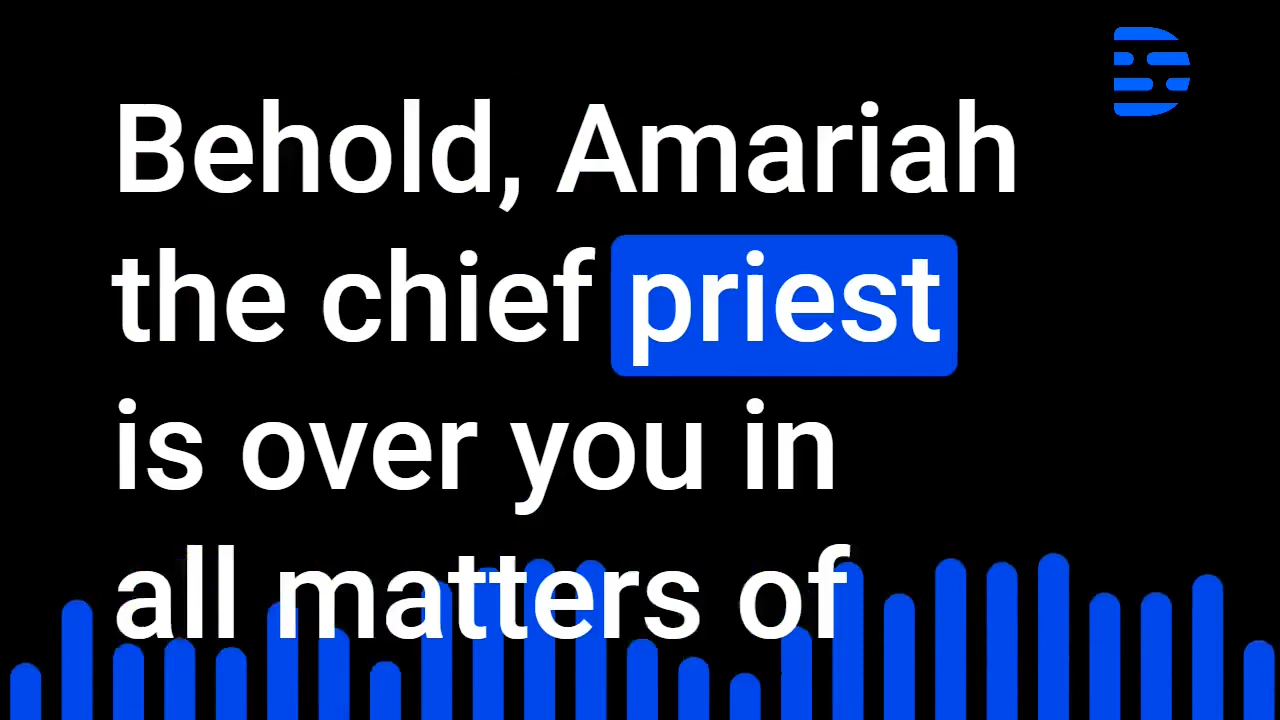 Behold, Amariah
the chief priest
is over you in
all matters of